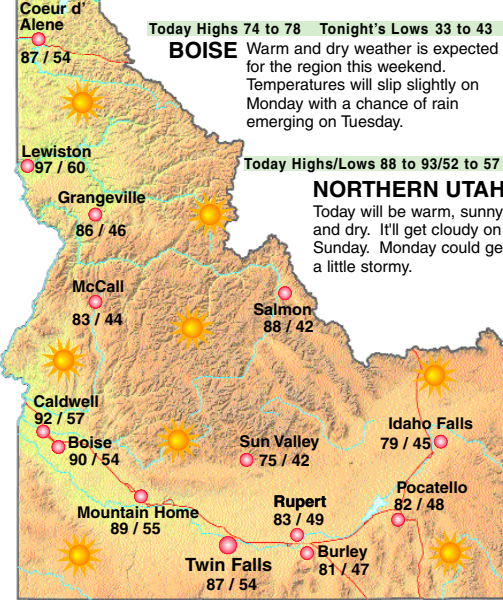 Coeur d'
Alene
87 / 54
Today Highs 74 to 78 Tonight's Lows 33 to 43
BOISE
Warm and dry weather is expected
for the region this weekend.
Temperatures will slip slightly on
Monday with a chance of rain
emerging on Tuesday.
Lewiston
97 / 60
Today Highs/Lows 88 to 93/52 to 57
NORTHERN UTAH
Today will be warm, sunny
and dry. It'll get cloudy on
Sunday. Monday could ge
a little stormy.
Grangeville
86 / 46
McCall
83 / 44
Salmon
88 / 42
Caldwell
92 / 57
Boise
90 / 54
Sun Valley
75 / 42
Idaho Falls
79 / 45
Pocatello
82 / 48
Mountain Home
89 / 55
Rupert
83 / 49
Burley
81 / 47
Twin Falls
87 / 54